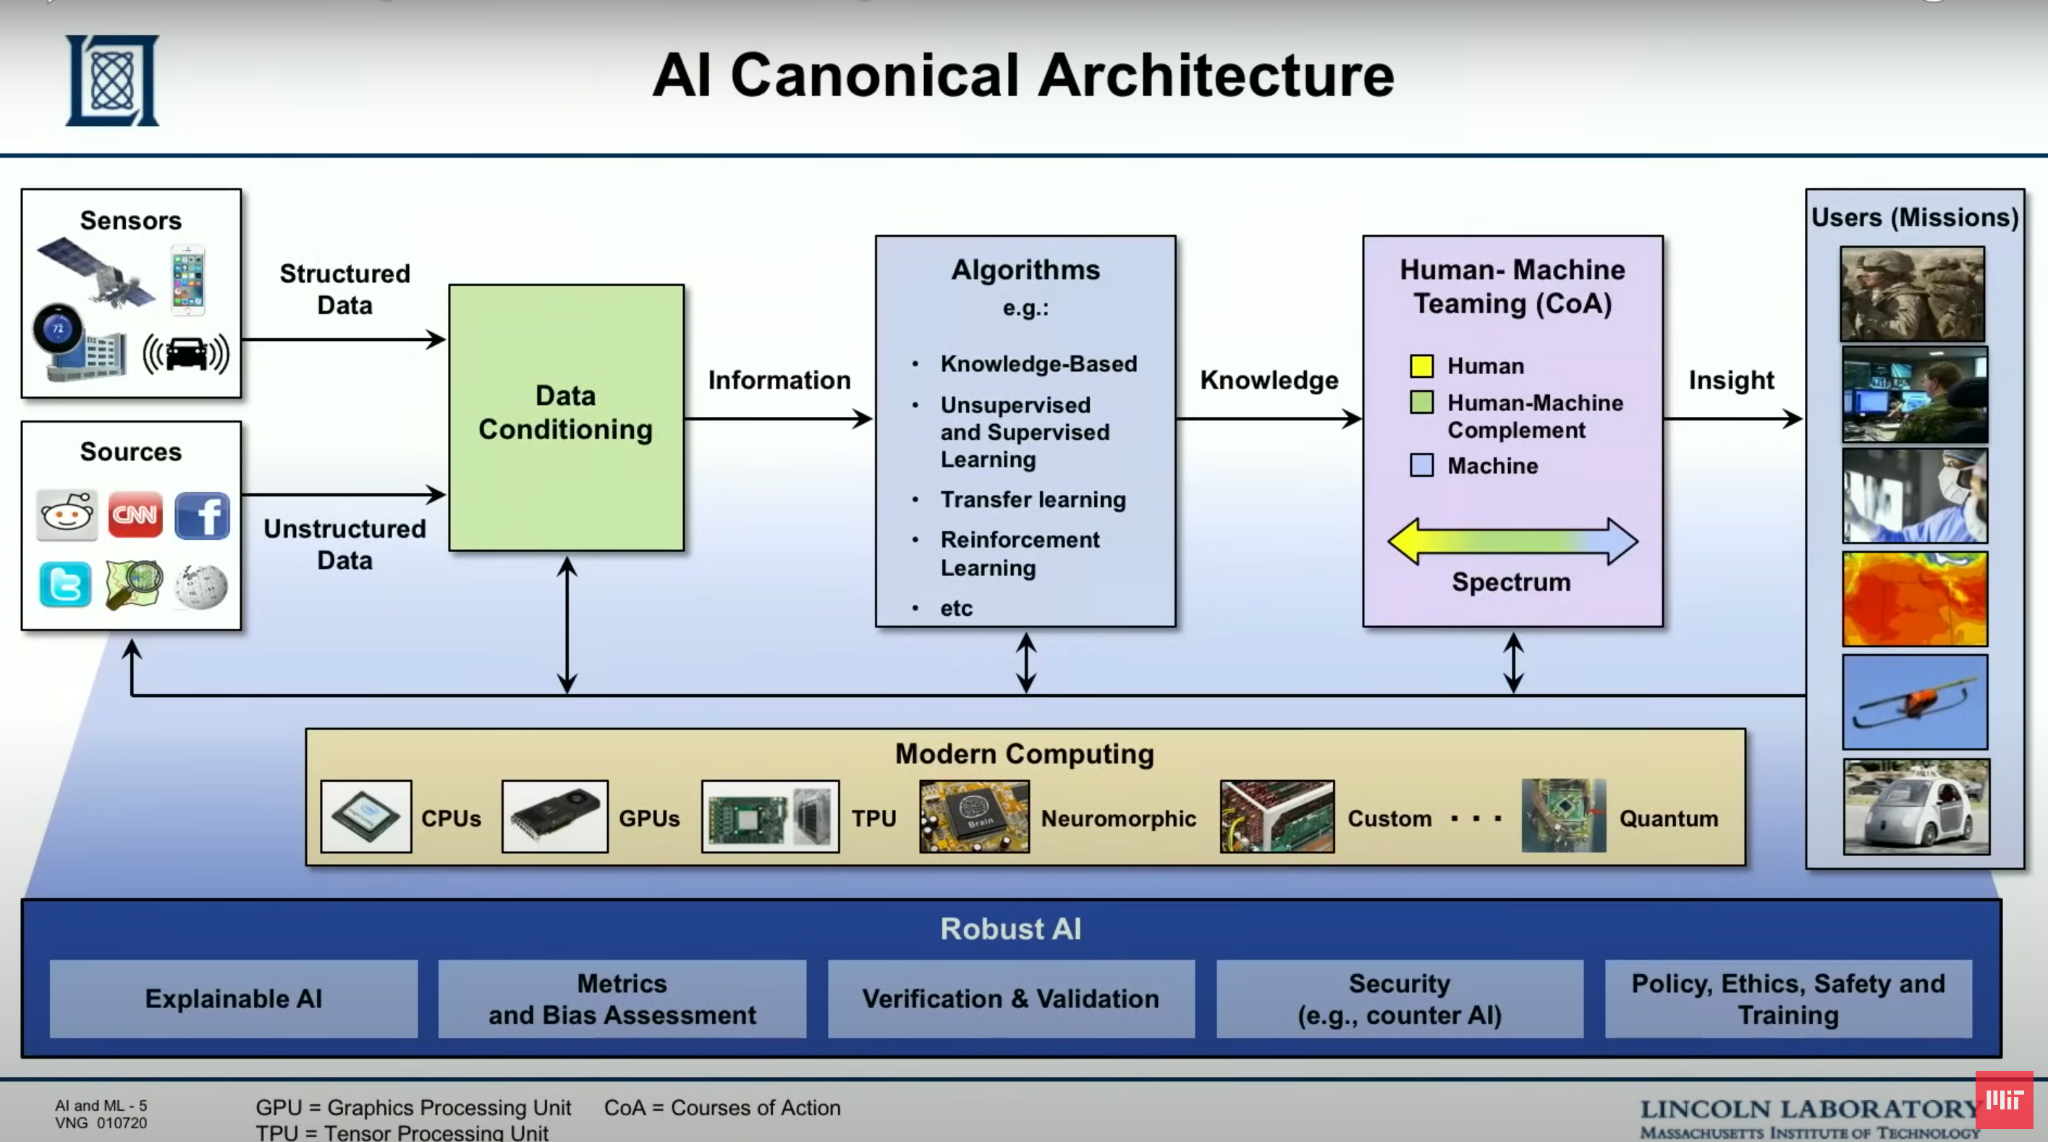 AI Canonical Architecture
Sensors
72
Structured
Data
Sources
CNN
Unstructured
Data
Data
Conditioning
Information
Algorithms
e.g.:
• Knowledge-Based
• Unsupervised
and Supervised
Learning
• Transfer learning
• Reinforcement
Learning
• etc
Knowledge
Human- Machine
Teaming (CoA)
Human
Human-Machine
Complement
Machine
Spectrum
Insight
Users (Missions)
Modern Computing
CPUs
GPUs
TPU
Brain
Neuromorphic
Custom
. . .
Quantum
Robust AI
Explainable AI
Metrics
and Bias Assessment
Verification & Validation
Security
(e.g., counter AI)
Policy, Ethics, Safety and
Training
AI and ML - 5
VNG 010720
GPU = Graphics Processing Unit
CoA = Courses of Action
TPU = Tensor Processing Unit
LINCOLN LABORATORY
MASSACHUSETTS INSTITUTE OF TECHNOLOGY
MIT